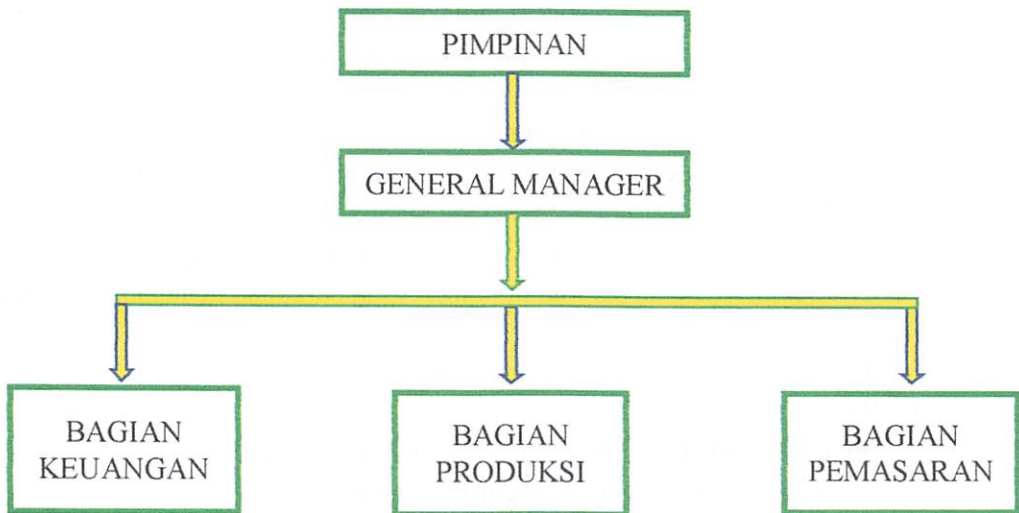 PIMPINAN
GENERAL MANAGER
BAGIAN
KEUANGAN
BAGIAN
PRODUKSI
BAGIAN
PEMASARAN